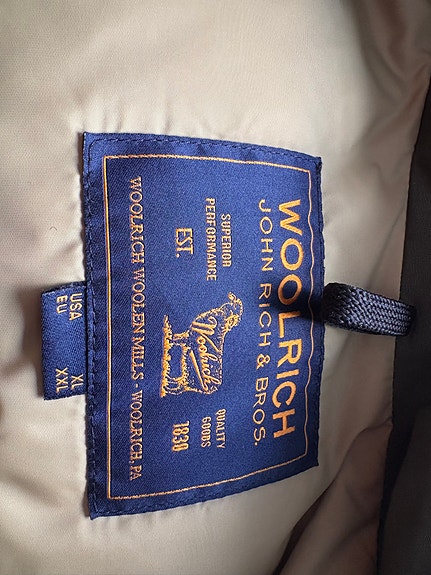 WOOLRICH
JOHN RICH & BROS.
SUPERIOR
PERFORMANCE
QUALITY
GOODS
EST.
Woolrich
1830
WOOLRICH WOOLEN MILLS - WOOLRICH, PA
USA XL
EU XXL